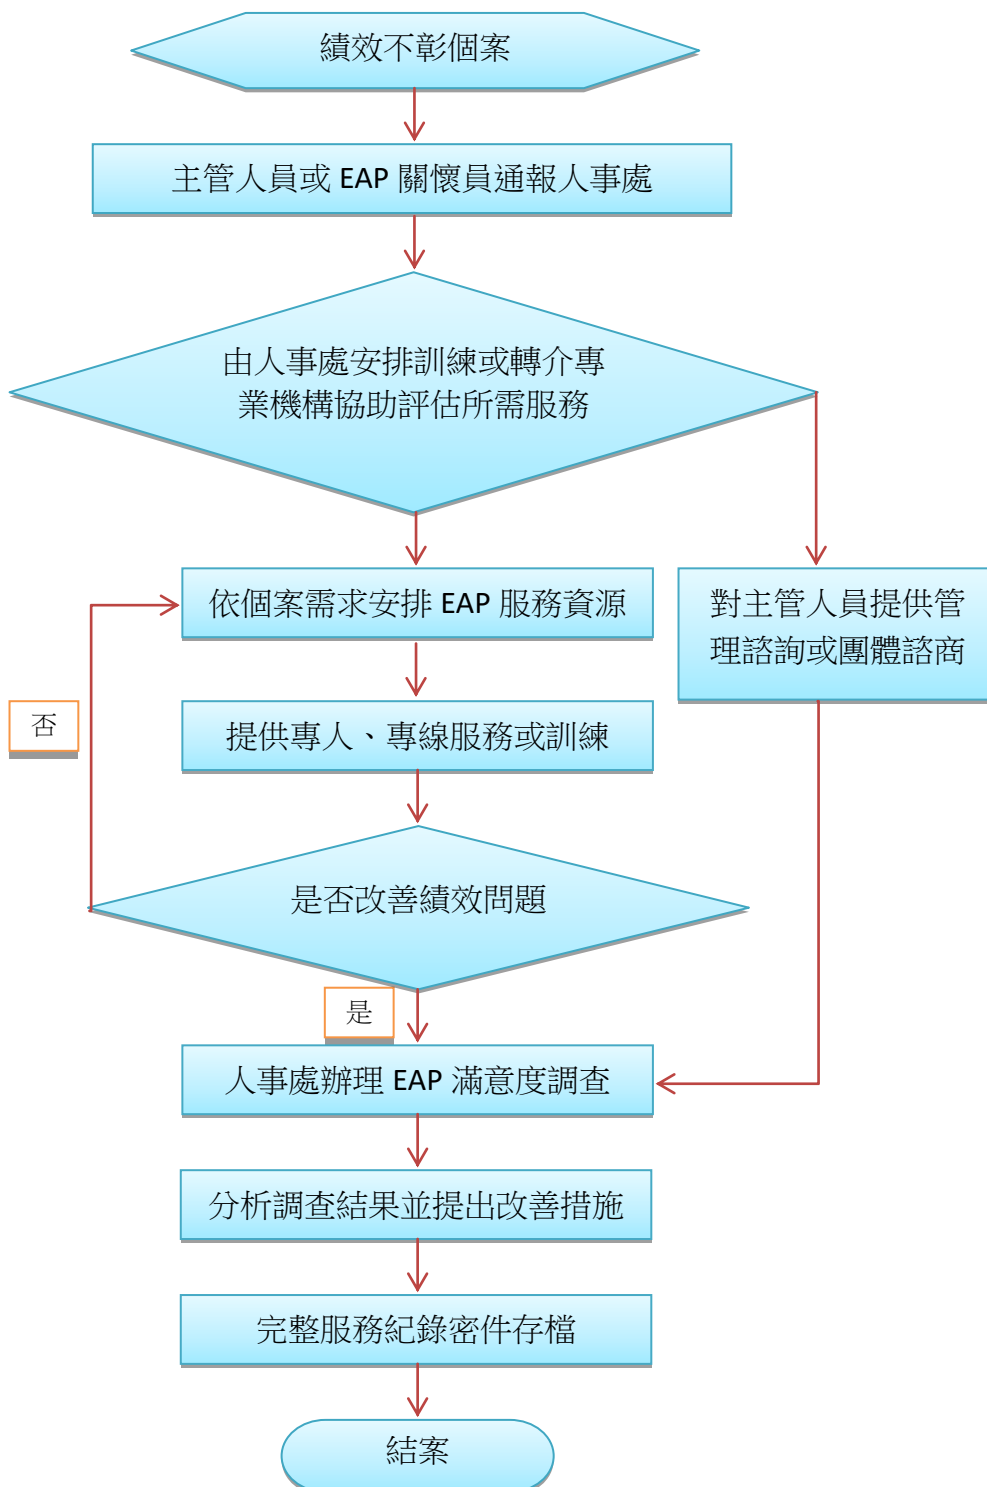 績效不彰個案
主管人員或 EAP 關懷員通報人事處
由人事處安排訓練或轉介專
業機構協助評估所需服務
依個案需求安排 EAP 服務資源
對主管人員提供管
理諮詢或團體諮商
否
提供專人、專線服務或訓練
是否改善績效問題
是
人事處辦理 EAP 滿意度調查
分析調查結果並提出改善措施
完整服務紀錄密件存檔
結案